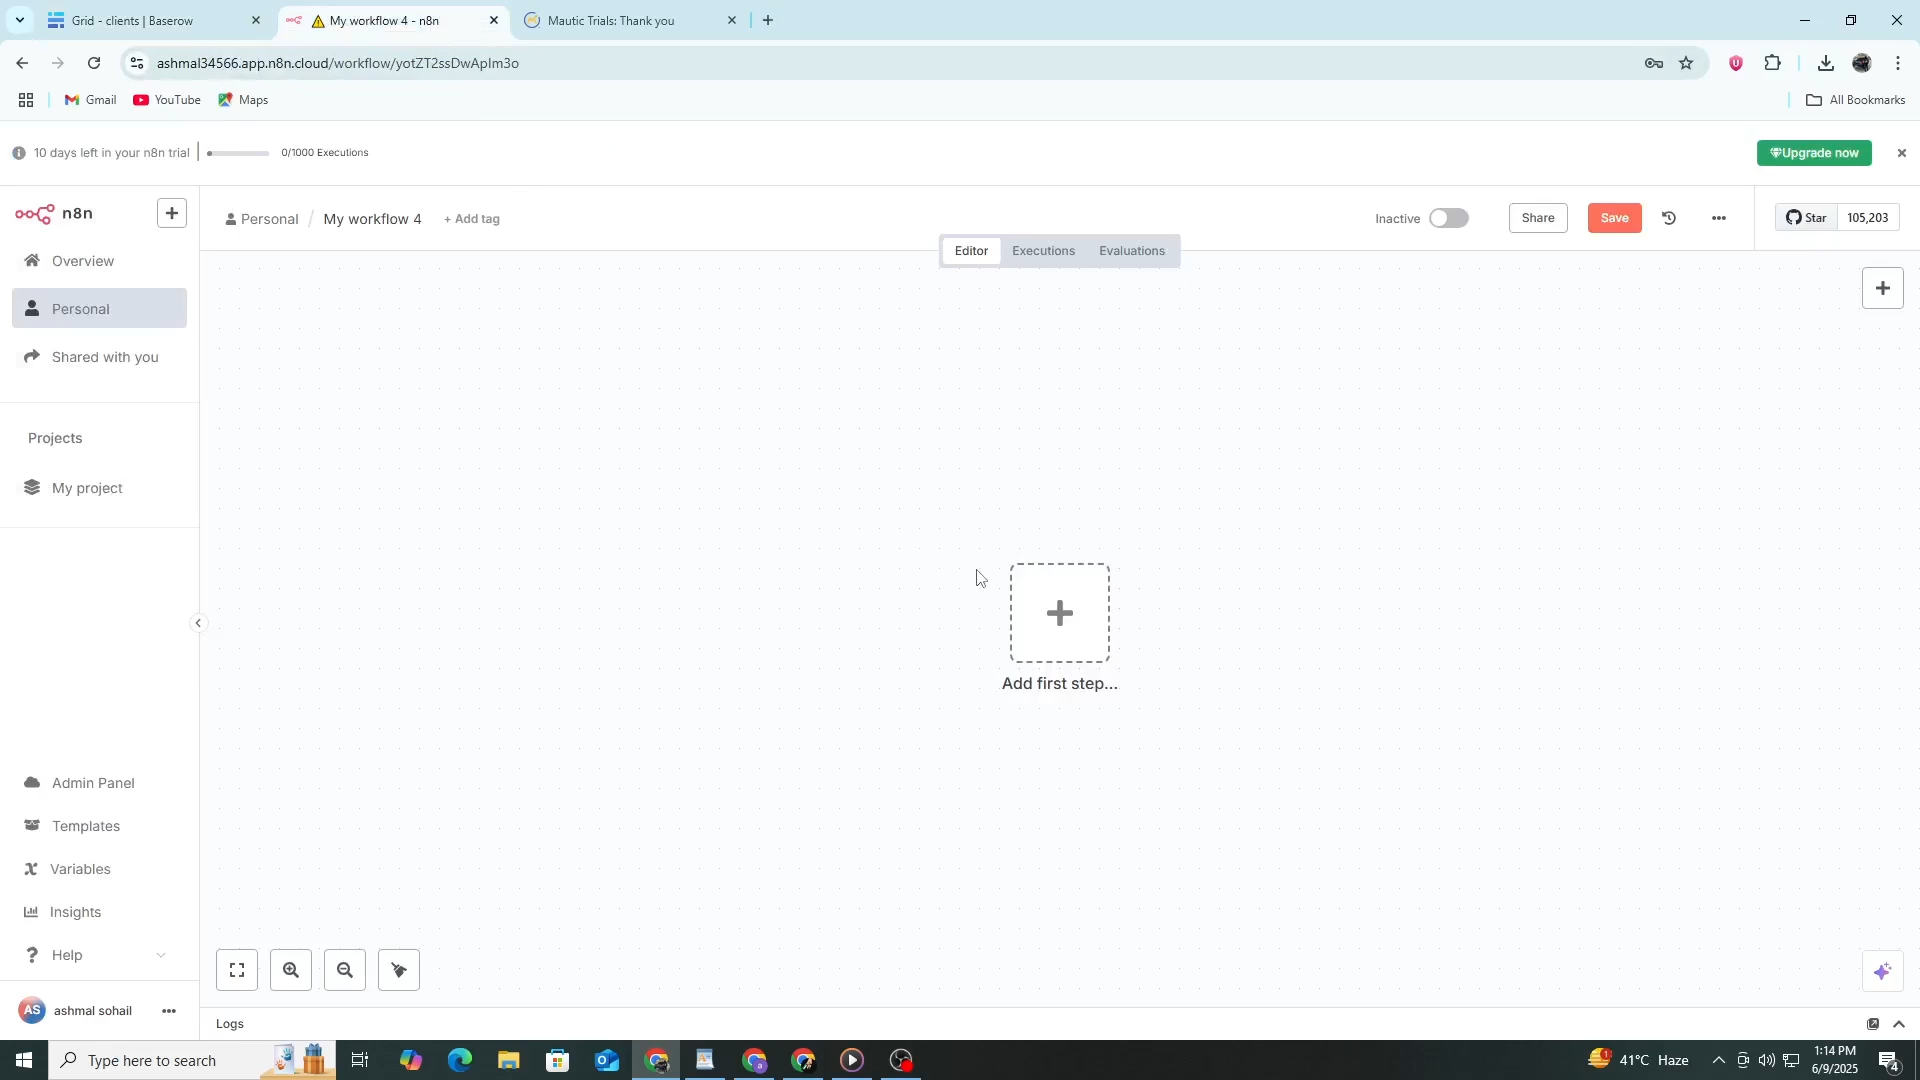 Grid - clients | Baserow
My workflow 4 - n8n
Mautic Trials: Thank you
ashmal34566.app.n8n.cloud/workflow/yotZT2ssDwApIm3o
Gmail
YouTube
Maps
All Bookmarks
10 days left in your n8n trial
0/1000 Executions
Upgrade now
n8n
Personal / My workflow 4
+ Add tag
Inactive
Share
Save
Star
105,203
Editor
Executions
Evaluations
Overview
Personal
Shared with you
Projects
My project
Add first step...
Admin Panel
Templates
Variables
Insights
Help
AS
ashmal sohail
Logs
Type here to search
1
41°C Haze
1:14 PM
6/9/2025
4